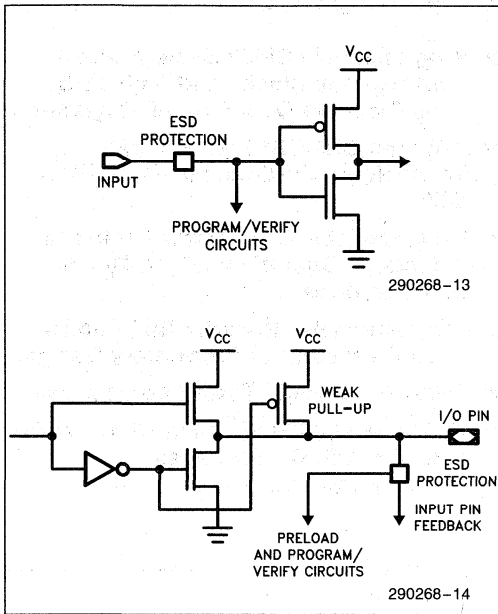 VCC
ESD
PROTECTION
INPUT
PROGRAM/VERIFY
CIRCUITS
290268-13
VCC
VCC
WEAK
PULL-UP
I/O PIN
ESD
PROTECTION
INPUT PIN
FEEDBACK
PRELOAD
AND PROGRAM/
VERIFY CIRCUITS
290268-14